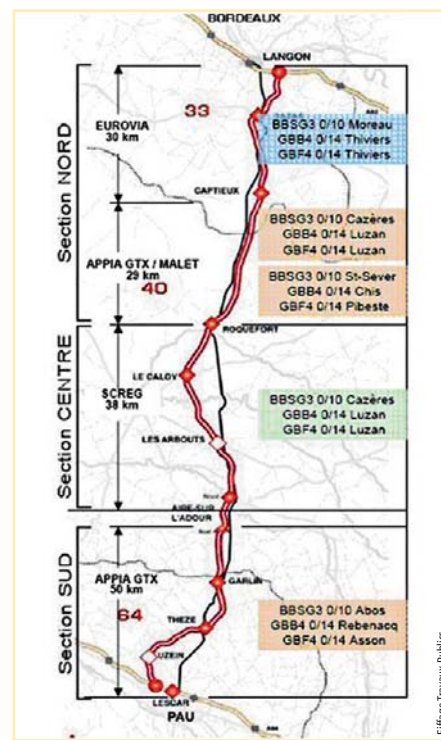 BORDEAUX
LANGON
33
EUROVIA
30 km
BBSG3 0/10 Moreau
GBB4 0/14 Thiviers
GBF4 0/14 Thiviers
Section NORD
CAPTIEUX
BBSG3 0/10 Cazères
GBB4 0/14 Luzan
GBF4 0/14 Luzan
APPIA GTX / MALET
29 km
40
BBSG3 0/10 St-Sever
GBB4 0/14 Chis
GBF4 0/14 Pibeste
ROQUEFORT
Section CENTRE
SCREG
38 km
LE CALOY
BBSG3 0/10 Cazères
GBB4 0/14 Luzan
GBF4 0/14 Luzan
LES ARBOUTS
AIRE-SUR
L'ADOUR
Section SUD
APPIA GTX
50 km
64
GARLIN
THEZE
BBSG3 0/10 Abos
GBB4 0/14 Rebenacq
GBF4 0/14 Asson
UZEIN
LESCAR
PAU
Eiffage Travaux Publics